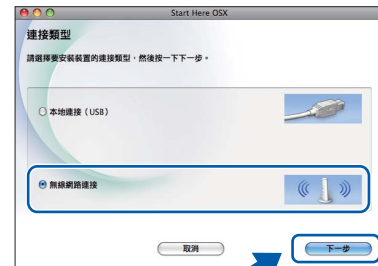 Start Here OSX
連接類型
請選擇要安裝裝置的連接類型，然後按一下下一步。
本地連接（USB）
無線網路連接
取消
下一步